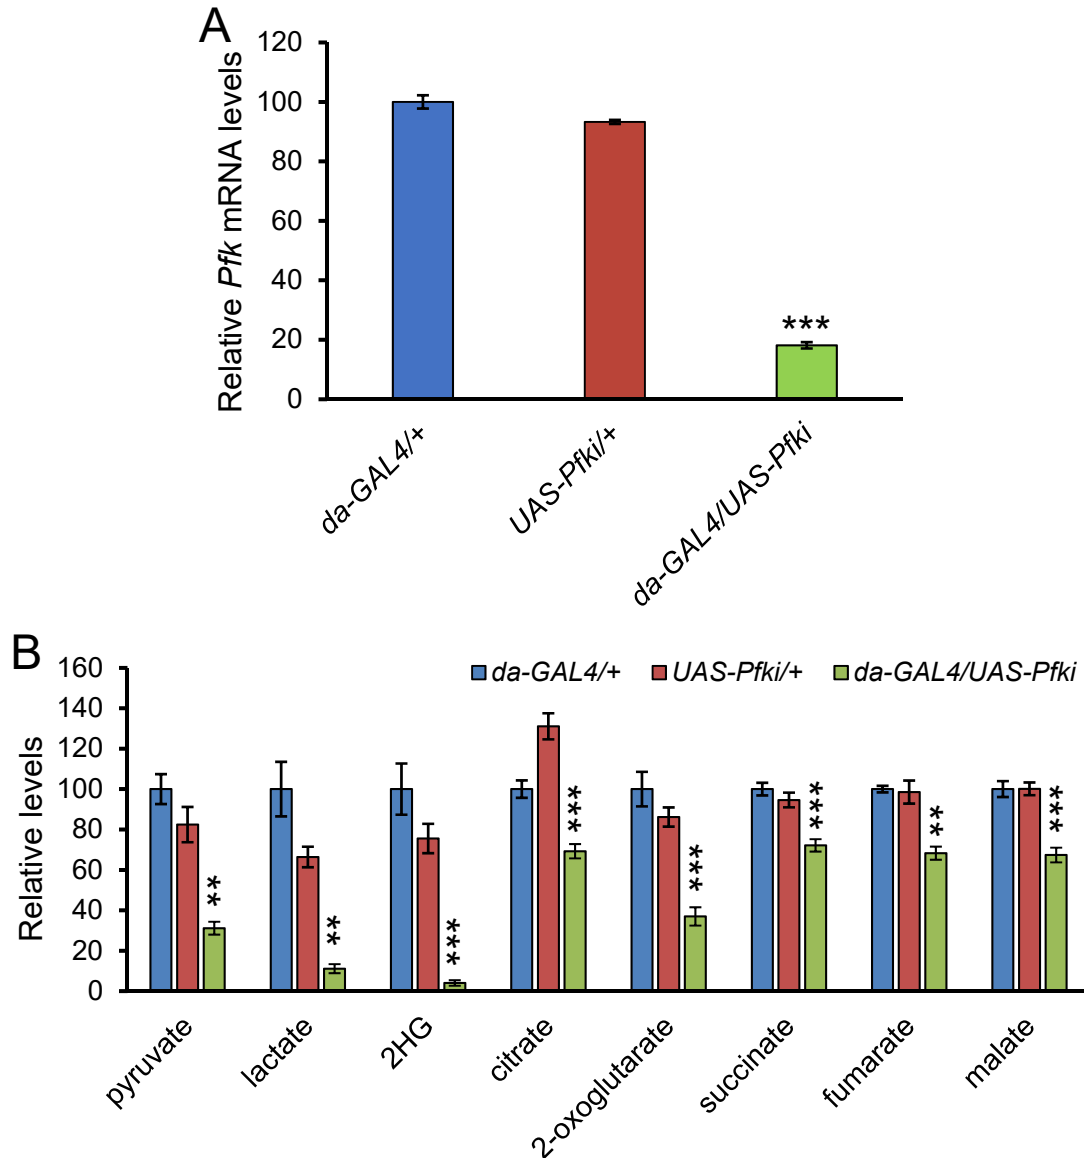 A
Relative Pfk mRNA levels
120
100
80
60
40
20
0
***
da-GAL4/+
UAS-Pfki/+
da-GAL4/UAS-Pfki
B
Relative levels
160
140
120
100
80
60
40
20
0
da-GAL4/+ UAS-Pfki/+ da-GAL4/UAS-Pfki
**
**
***
***
***
***
**
***
pyruvate
lactate
2HG
citrate
2-oxoglutarate
succinate
fumarate
malate